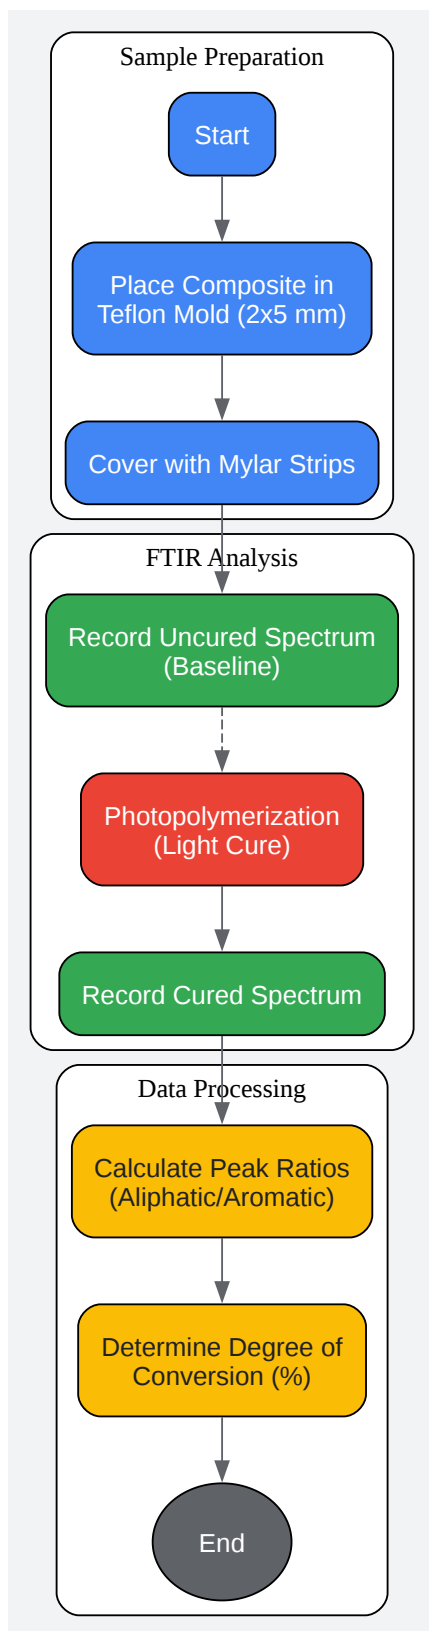 Sample Preparation
Start
Place Composite in
Teflon Mold (2x5 mm)
Cover with Mylar Strips
FTIR Analysis
Record Uncured Spectrum
(Baseline)
Photopolymerization
(Light Cure)
Record Cured Spectrum
Data Processing
Calculate Peak Ratios
(Aliphatic/Aromatic)
Determine Degree of
Conversion (%)
End